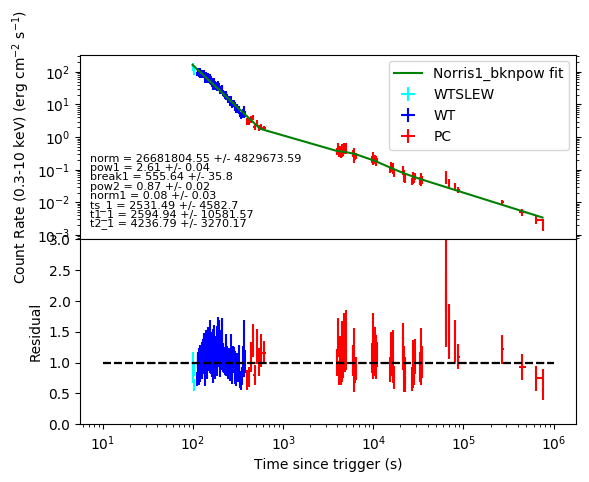 Count Rate (0.3-10 keV) (erg cm⁻² s⁻¹)
10²
10¹
10⁰
10⁻¹
10⁻²
10⁻³
Norris1_bknpow fit
WTSLEW
WT
PC
norm = 26681804.55 +/- 4829673.59
pow1 = 2.61 +/- 0.04
break1 = 555.64 +/- 35.8
pow2 = 0.87 +/- 0.02
norm1 = 0.08 +/- 0.03
ts_1 = 2531.49 +/- 4582.7
t1_1 = 2594.94 +/- 10581.57
t2_1 = 4236.79 +/- 3270.17
Residual
3.0
2.5
2.0
1.5
1.0
0.5
0.0
10¹ 10² 10³ 10⁴ 10⁵ 10⁶
Time since trigger (s)